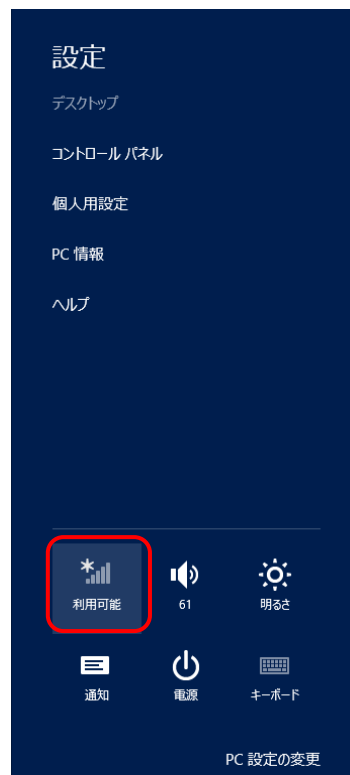 設定
デスクトップ
コントロール パネル
個人用設定
PC 情報
ヘルプ
利用可能
61
明るさ
通知
電源
キーボード
PC 設定の変更